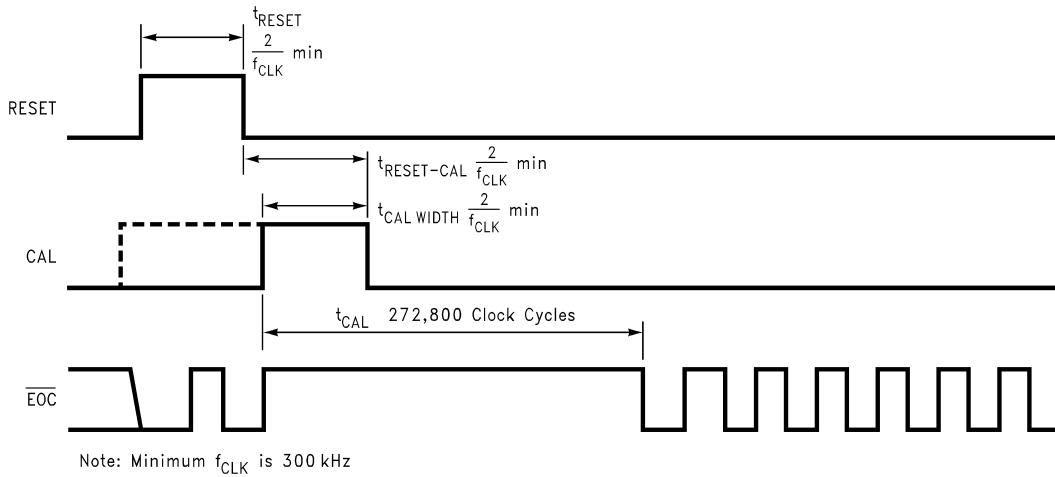 tRESET
2/fCLK min
RESET
tRESET-CAL 2/fCLK min
tCAL WIDTH 2/fCLK min
CAL
tCAL 272,800 Clock Cycles
EOC
Note: Minimum fCLK is 300 kHz